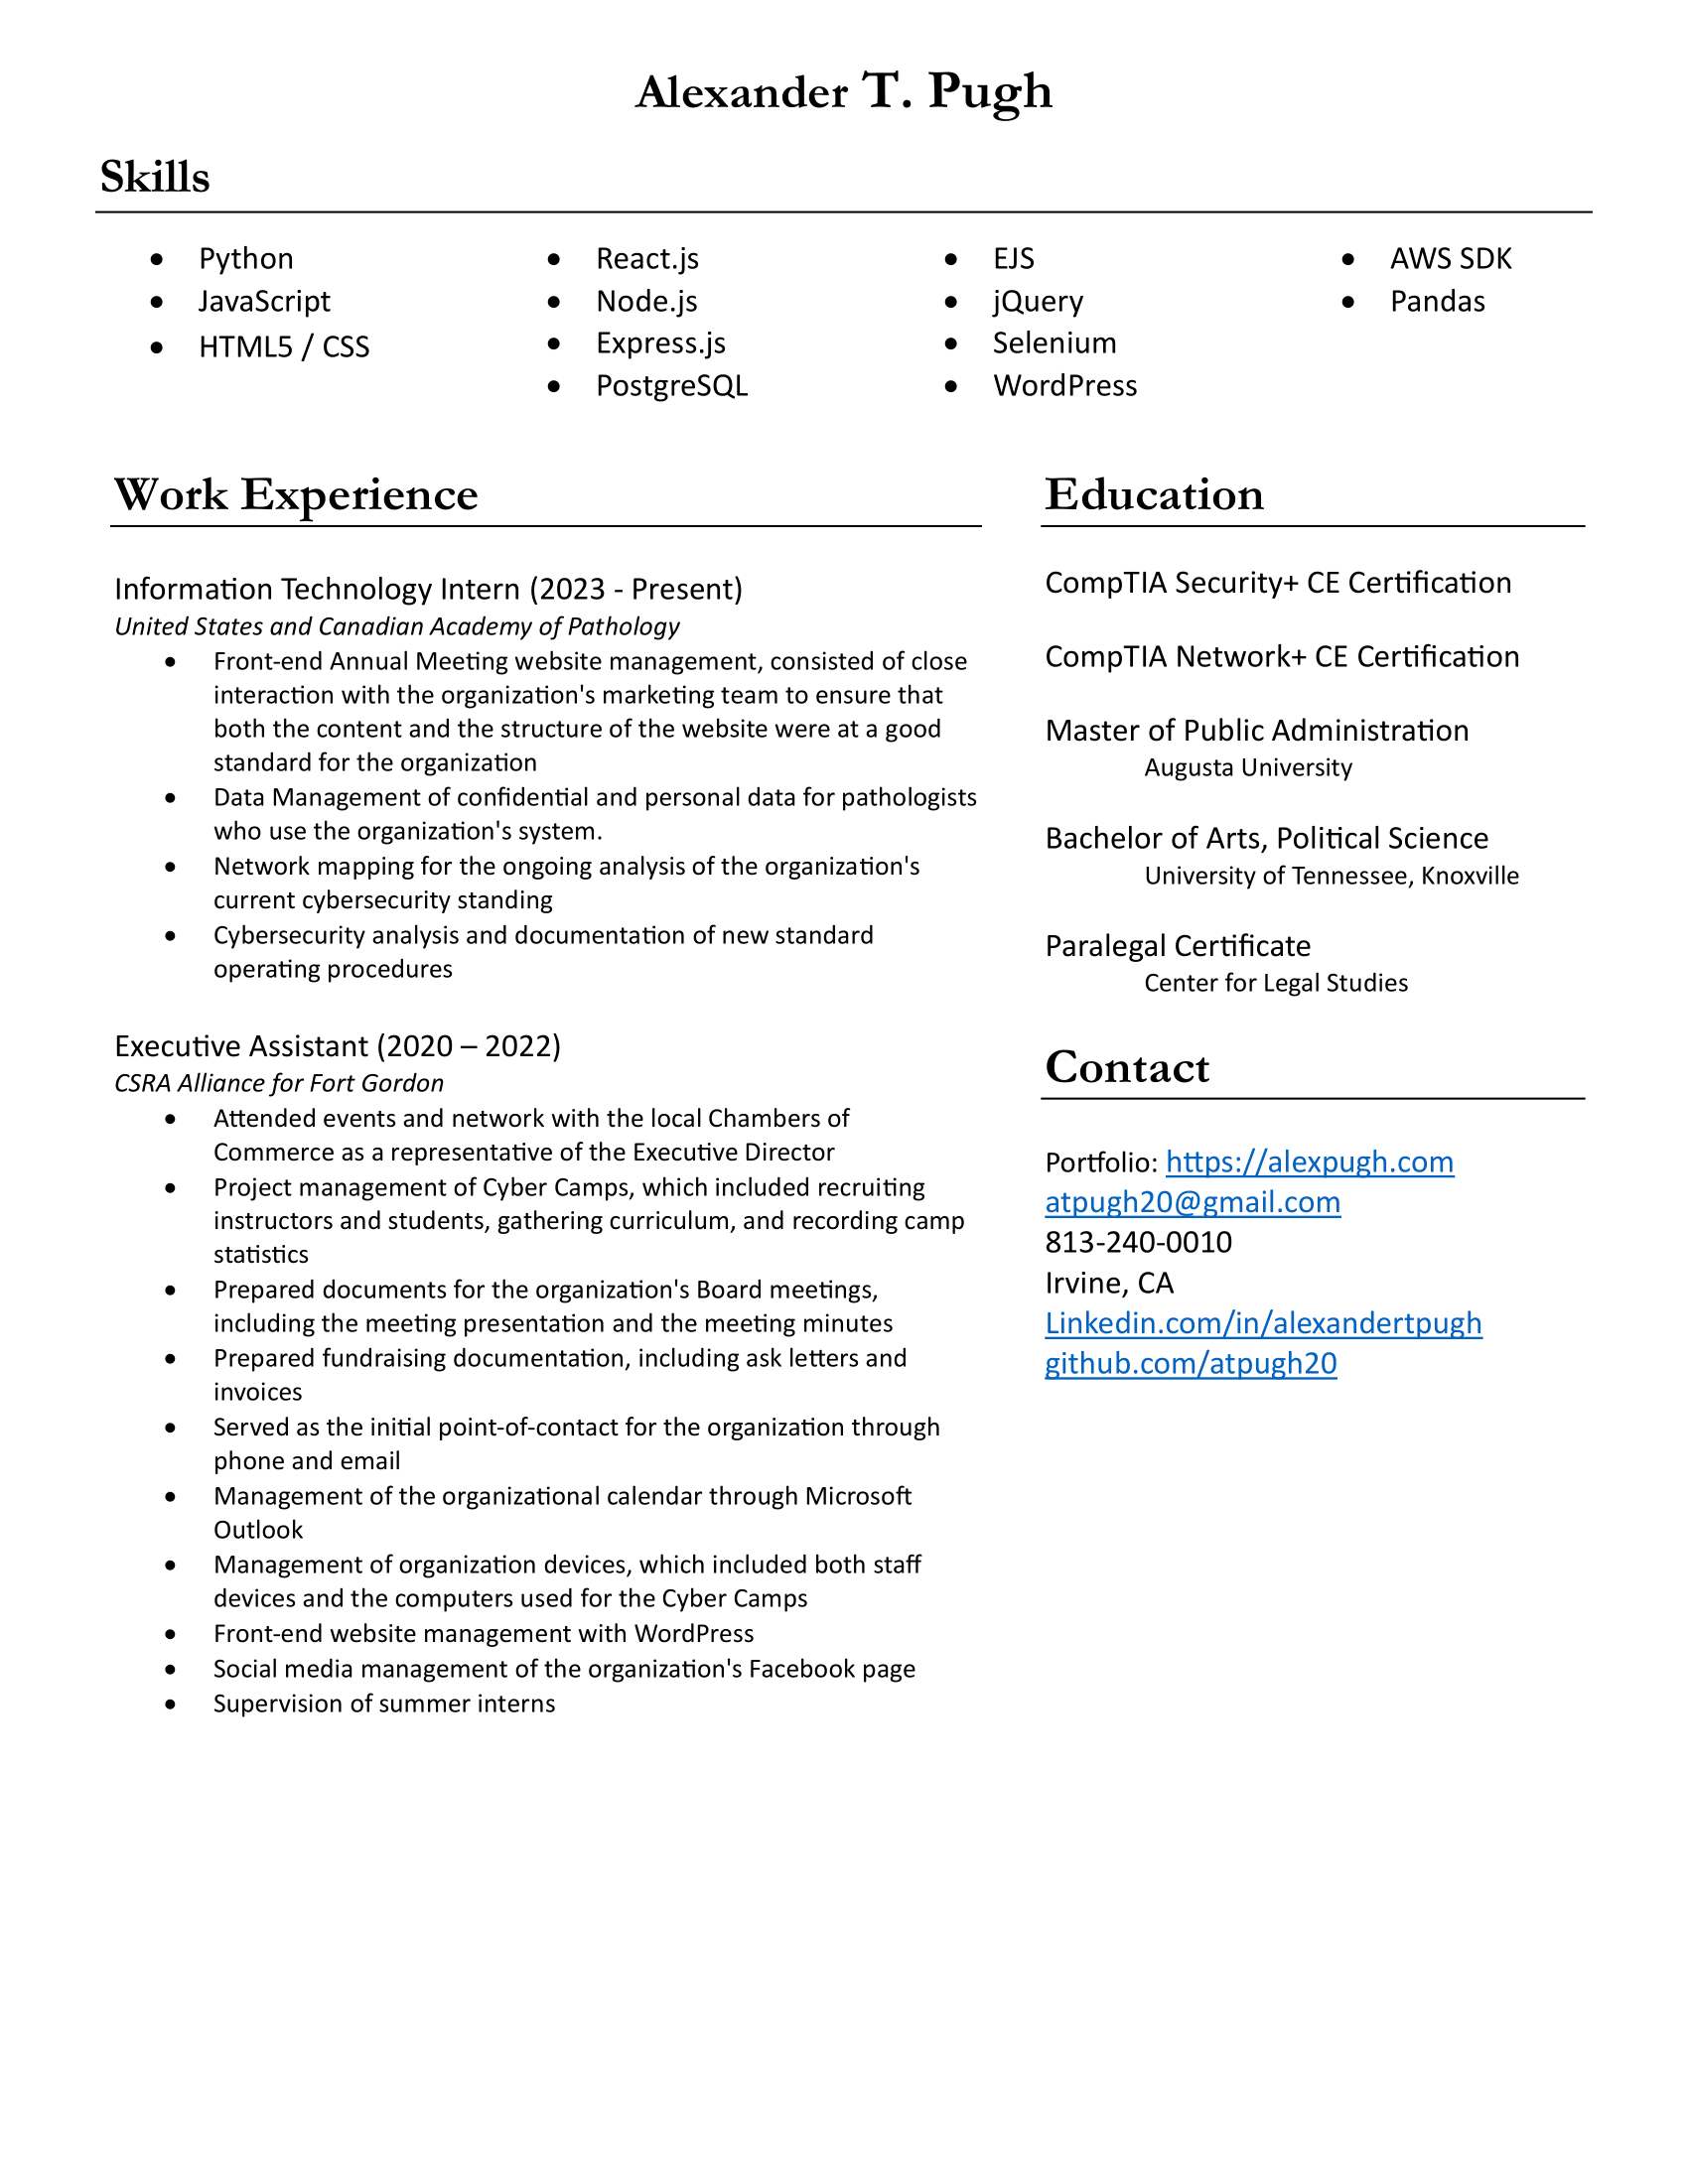 Alexander T. Pugh
Skills
• Python
• JavaScript
• HTML5 / CSS
• React.js
• Node.js
• Express.js
• PostgreSQL
• EJS
• jQuery
• Selenium
• WordPress
• AWS SDK
• Pandas
Work Experience
Information Technology Intern (2023 - Present)
United States and Canadian Academy of Pathology
• Front-end Annual Meeting website management, consisted of close
interaction with the organization's marketing team to ensure that
both the content and the structure of the website were at a good
standard for the organization
• Data Management of confidential and personal data for pathologists
who use the organization's system.
• Network mapping for the ongoing analysis of the organization's
current cybersecurity standing
• Cybersecurity analysis and documentation of new standard
operating procedures
Executive Assistant (2020 – 2022)
CSRA Alliance for Fort Gordon
• Attended events and network with the local Chambers of
Commerce as a representative of the Executive Director
• Project management of Cyber Camps, which included recruiting
instructors and students, gathering curriculum, and recording camp
statistics
• Prepared documents for the organization's Board meetings,
including the meeting presentation and the meeting minutes
• Prepared fundraising documentation, including ask letters and
invoices
• Served as the initial point-of-contact for the organization through
phone and email
• Management of the organizational calendar through Microsoft
Outlook
• Management of organization devices, which included both staff
devices and the computers used for the Cyber Camps
• Front-end website management with WordPress
• Social media management of the organization's Facebook page
• Supervision of summer interns
Education
CompTIA Security+ CE Certification
CompTIA Network+ CE Certification
Master of Public Administration
Augusta University
Bachelor of Arts, Political Science
University of Tennessee, Knoxville
Paralegal Certificate
Center for Legal Studies
Contact
Portfolio: https://alexpugh.com
atpugh20@gmail.com
813-240-0010
Irvine, CA
Linkedin.com/in/alexandertpugh
github.com/atpugh20